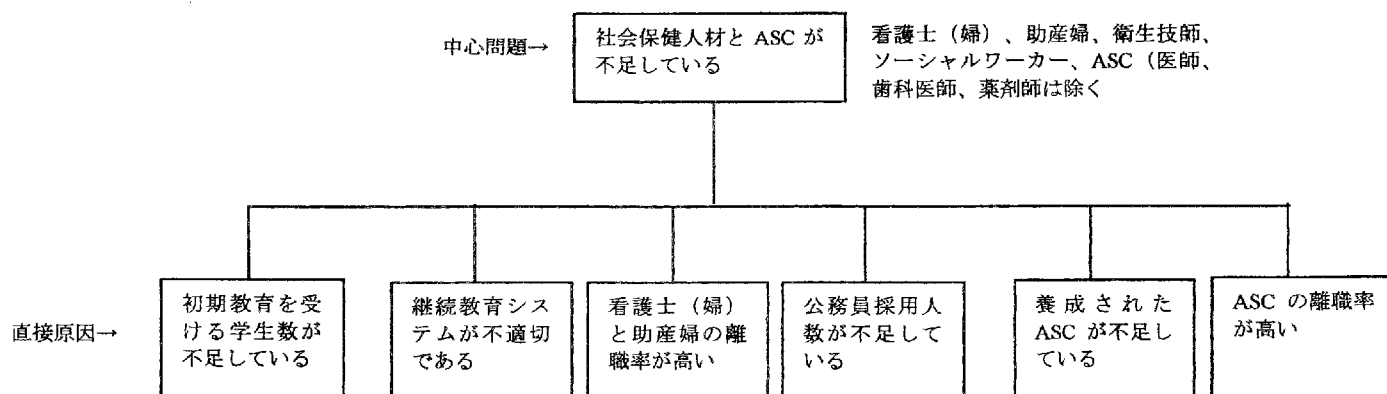 中心問題→
社会保健人材と ASC が
不足している
看護士（婦）、助産婦、衛生技師、
ソーシャルワーカー、ASC（医師、
歯科医師、薬剤師は除く
直接原因→
初期教育を受
ける学生数が
不足している
継続教育シス
テムが不適切
である
看護士（婦）
と助産婦の離
職率が高い
公務員採用人
数が不足して
いる
養成された
ASC が不足し
ている
ASC の離職率
が高い